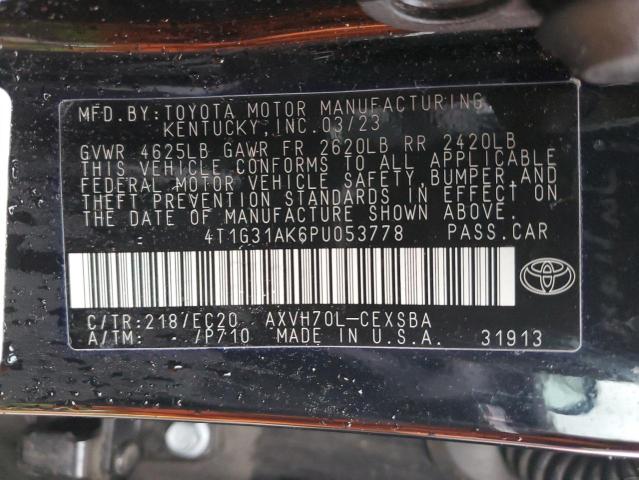 MFD.BY: TOYOTA MOTOR MANUFACTURING,
KENTUCKY, INC. 03/23
GVWR 4625LB GAWR FR 2620LB RR 2420LB
THIS VEHICLE CONFORMS TO ALL APPLICABLE
FEDERAL MOTOR VEHICLE SAFETY, BUMPER, AND
THEFT PREVENTION STANDARDS IN EFFECT ON
THE DATE OF MANUFACTURE SHOWN ABOVE.
4T1G31AK6PU053778 PASS.CAR
C/TR:218/EC20 AXVH70L-CEXSBA
A/TM: -/P710 MADE IN U.S.A. 31913